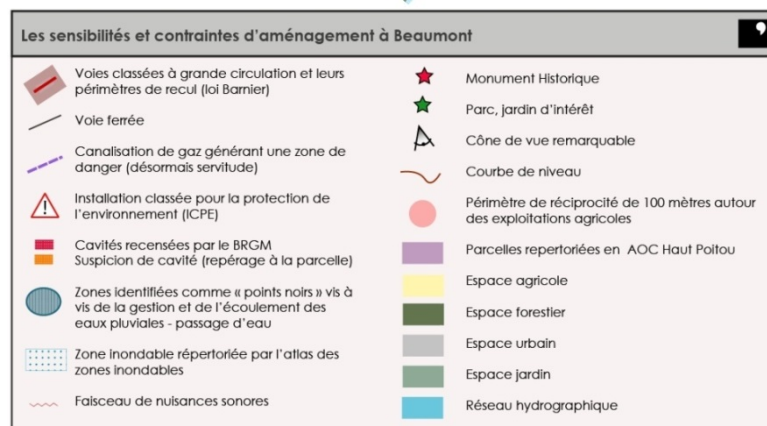 Les sensibilités et contraintes d'aménagement à Beaumont
Voies classées à grande circulation et leurs
périmètres de recul (loi Barnier)
Voie ferrée
Canalisation de gaz générant une zone de
danger (désormais servitude)
Installation classée pour la protection de
l'environnement (ICPE)
Cavités recensées par le BRGM
Suspicion de cavité (repérage à la parcelle)
Zones identifiées comme « points noirs » vis à
vis de la gestion et de l'écoulement des
eaux pluviales - passage d'eau
Zone inondable répertoriée par l'atlas des
zones inondables
Faisceau de nuisances sonores
Monument Historique
Parc, jardin d'intérêt
Cône de vue remarquable
Courbe de niveau
Périmètre de réciprocité de 100 mètres autour
des exploitations agricoles
Parcelles repertoriées en AOC Haut Poitou
Espace agricole
Espace forestier
Espace urbain
Espace jardin
Réseau hydrographique